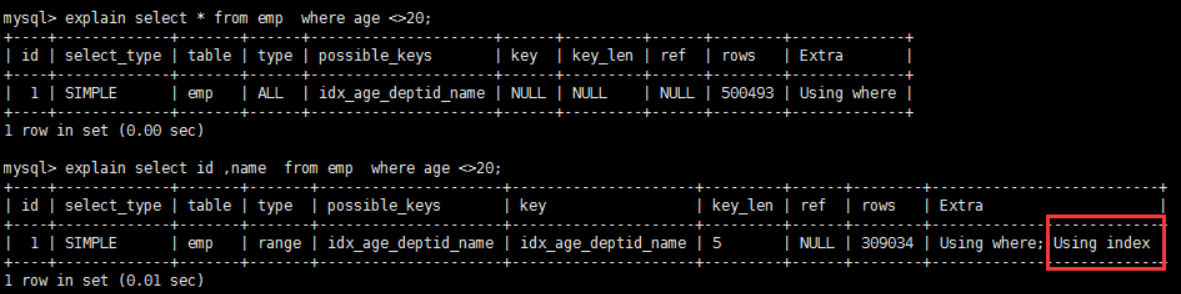 mysql> explain select * from emp  where age <>20;
+----+-------------+-------+------+----------------------+------+---------+------+--------+-------------+
| id | select_type | table | type | possible_keys        | key  | key_len | ref  | rows   | Extra       |
+----+-------------+-------+------+----------------------+------+---------+------+--------+-------------+
|  1 | SIMPLE      | emp   | ALL  | idx_age_deptid_name | NULL | NULL    | NULL | 500493 | Using where |
+----+-------------+-------+------+----------------------+------+---------+------+--------+-------------+
1 row in set (0.00 sec)
mysql> explain select id ,name  from emp  where age <>20;
+----+-------------+-------+-------+---------------------+---------------------+---------+------+--------+--------------------------+
| id | select_type | table | type  | possible_keys       | key                 | key_len | ref  | rows   | Extra                    |
+----+-------------+-------+-------+---------------------+---------------------+---------+------+--------+--------------------------+
|  1 | SIMPLE      | emp   | range | idx_age_deptid_name | idx_age_deptid_name | 5       | NULL | 309034 | Using where; Using index |
+----+-------------+-------+-------+---------------------+---------------------+---------+------+--------+--------------------------+
1 row in set (0.01 sec)